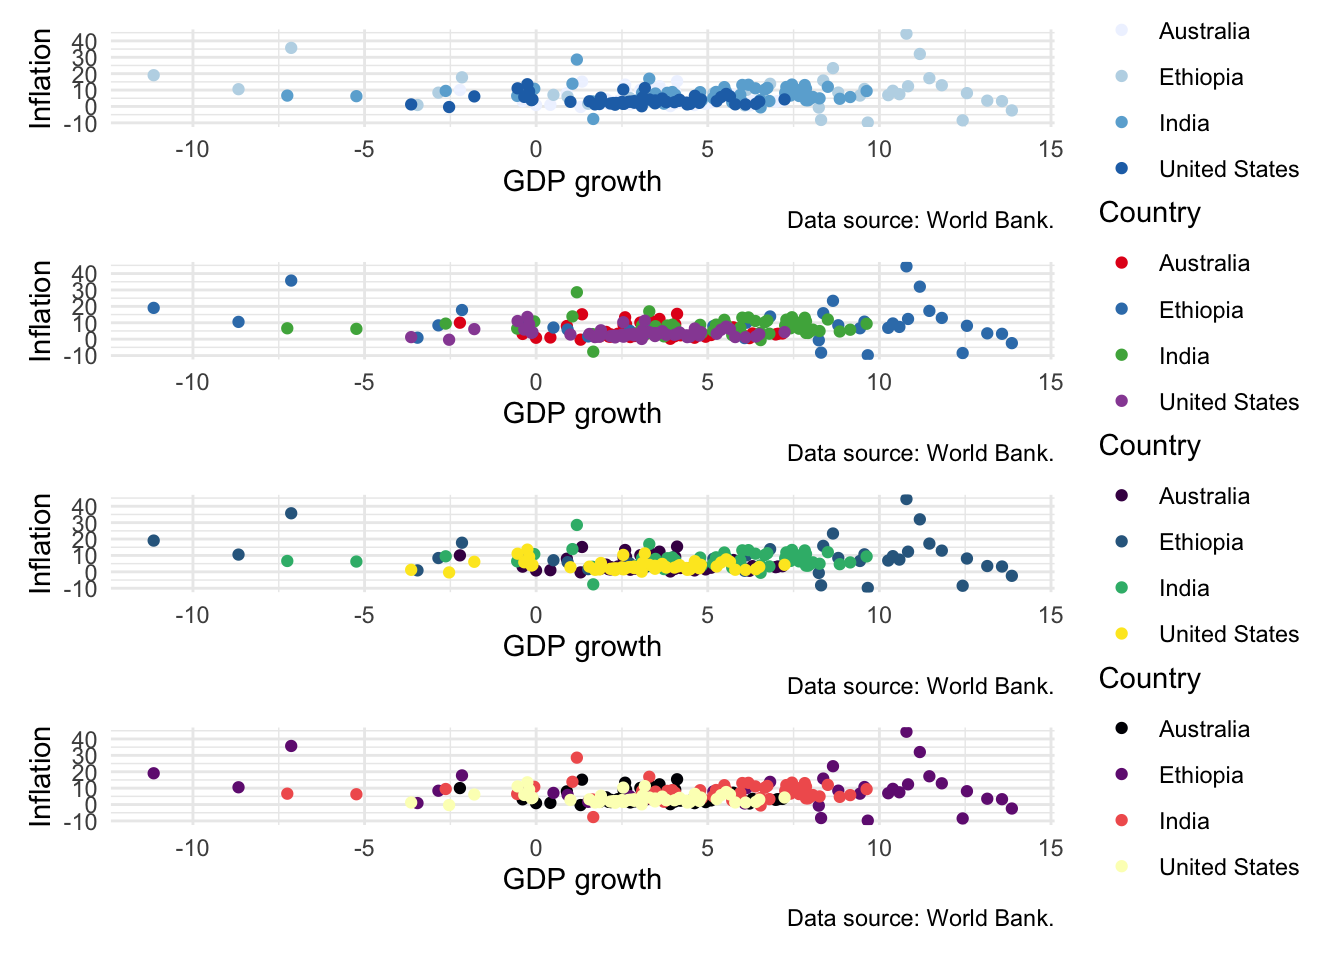 Inflation
40
30
20
10
0
-10
-10 -5 0 5 10 15
GDP growth
Data source: World Bank.
Australia
Ethiopia
India
United States
Country
Inflation
40
30
20
10
0
-10
-10 -5 0 5 10 15
GDP growth
Data source: World Bank.
Australia
Ethiopia
India
United States
Country
Inflation
40
30
20
10
0
-10
-10 -5 0 5 10 15
GDP growth
Data source: World Bank.
Australia
Ethiopia
India
United States
Country
Inflation
40
30
20
10
0
-10
-10 -5 0 5 10 15
GDP growth
Data source: World Bank.
Australia
Ethiopia
India
United States